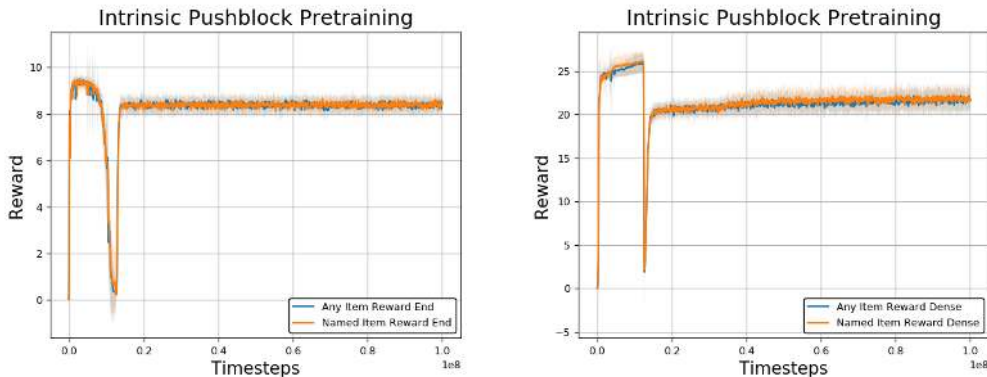 Intrinsic Pushblock Pretraining
Reward
10
8
6
4
2
0
Any Item Reward End
Named Item Reward End
0.0 0.2 0.4 0.6 0.8 1.0
1e8
Timesteps
Intrinsic Pushblock Pretraining
Reward
25
20
15
10
5
0
−5
Any Item Reward Dense
Named Item Reward Dense
0.0 0.2 0.4 0.6 0.8 1.0
1e8
Timesteps